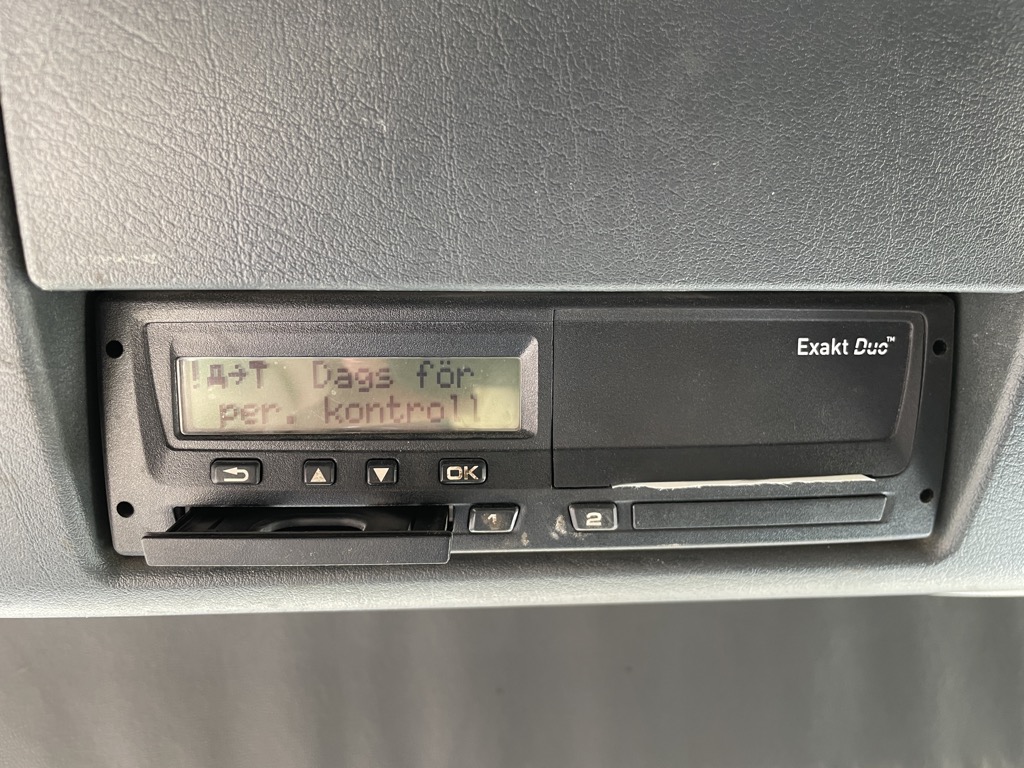 Exakt Duo™
! Dags för
per. kontroll
OK
1
2